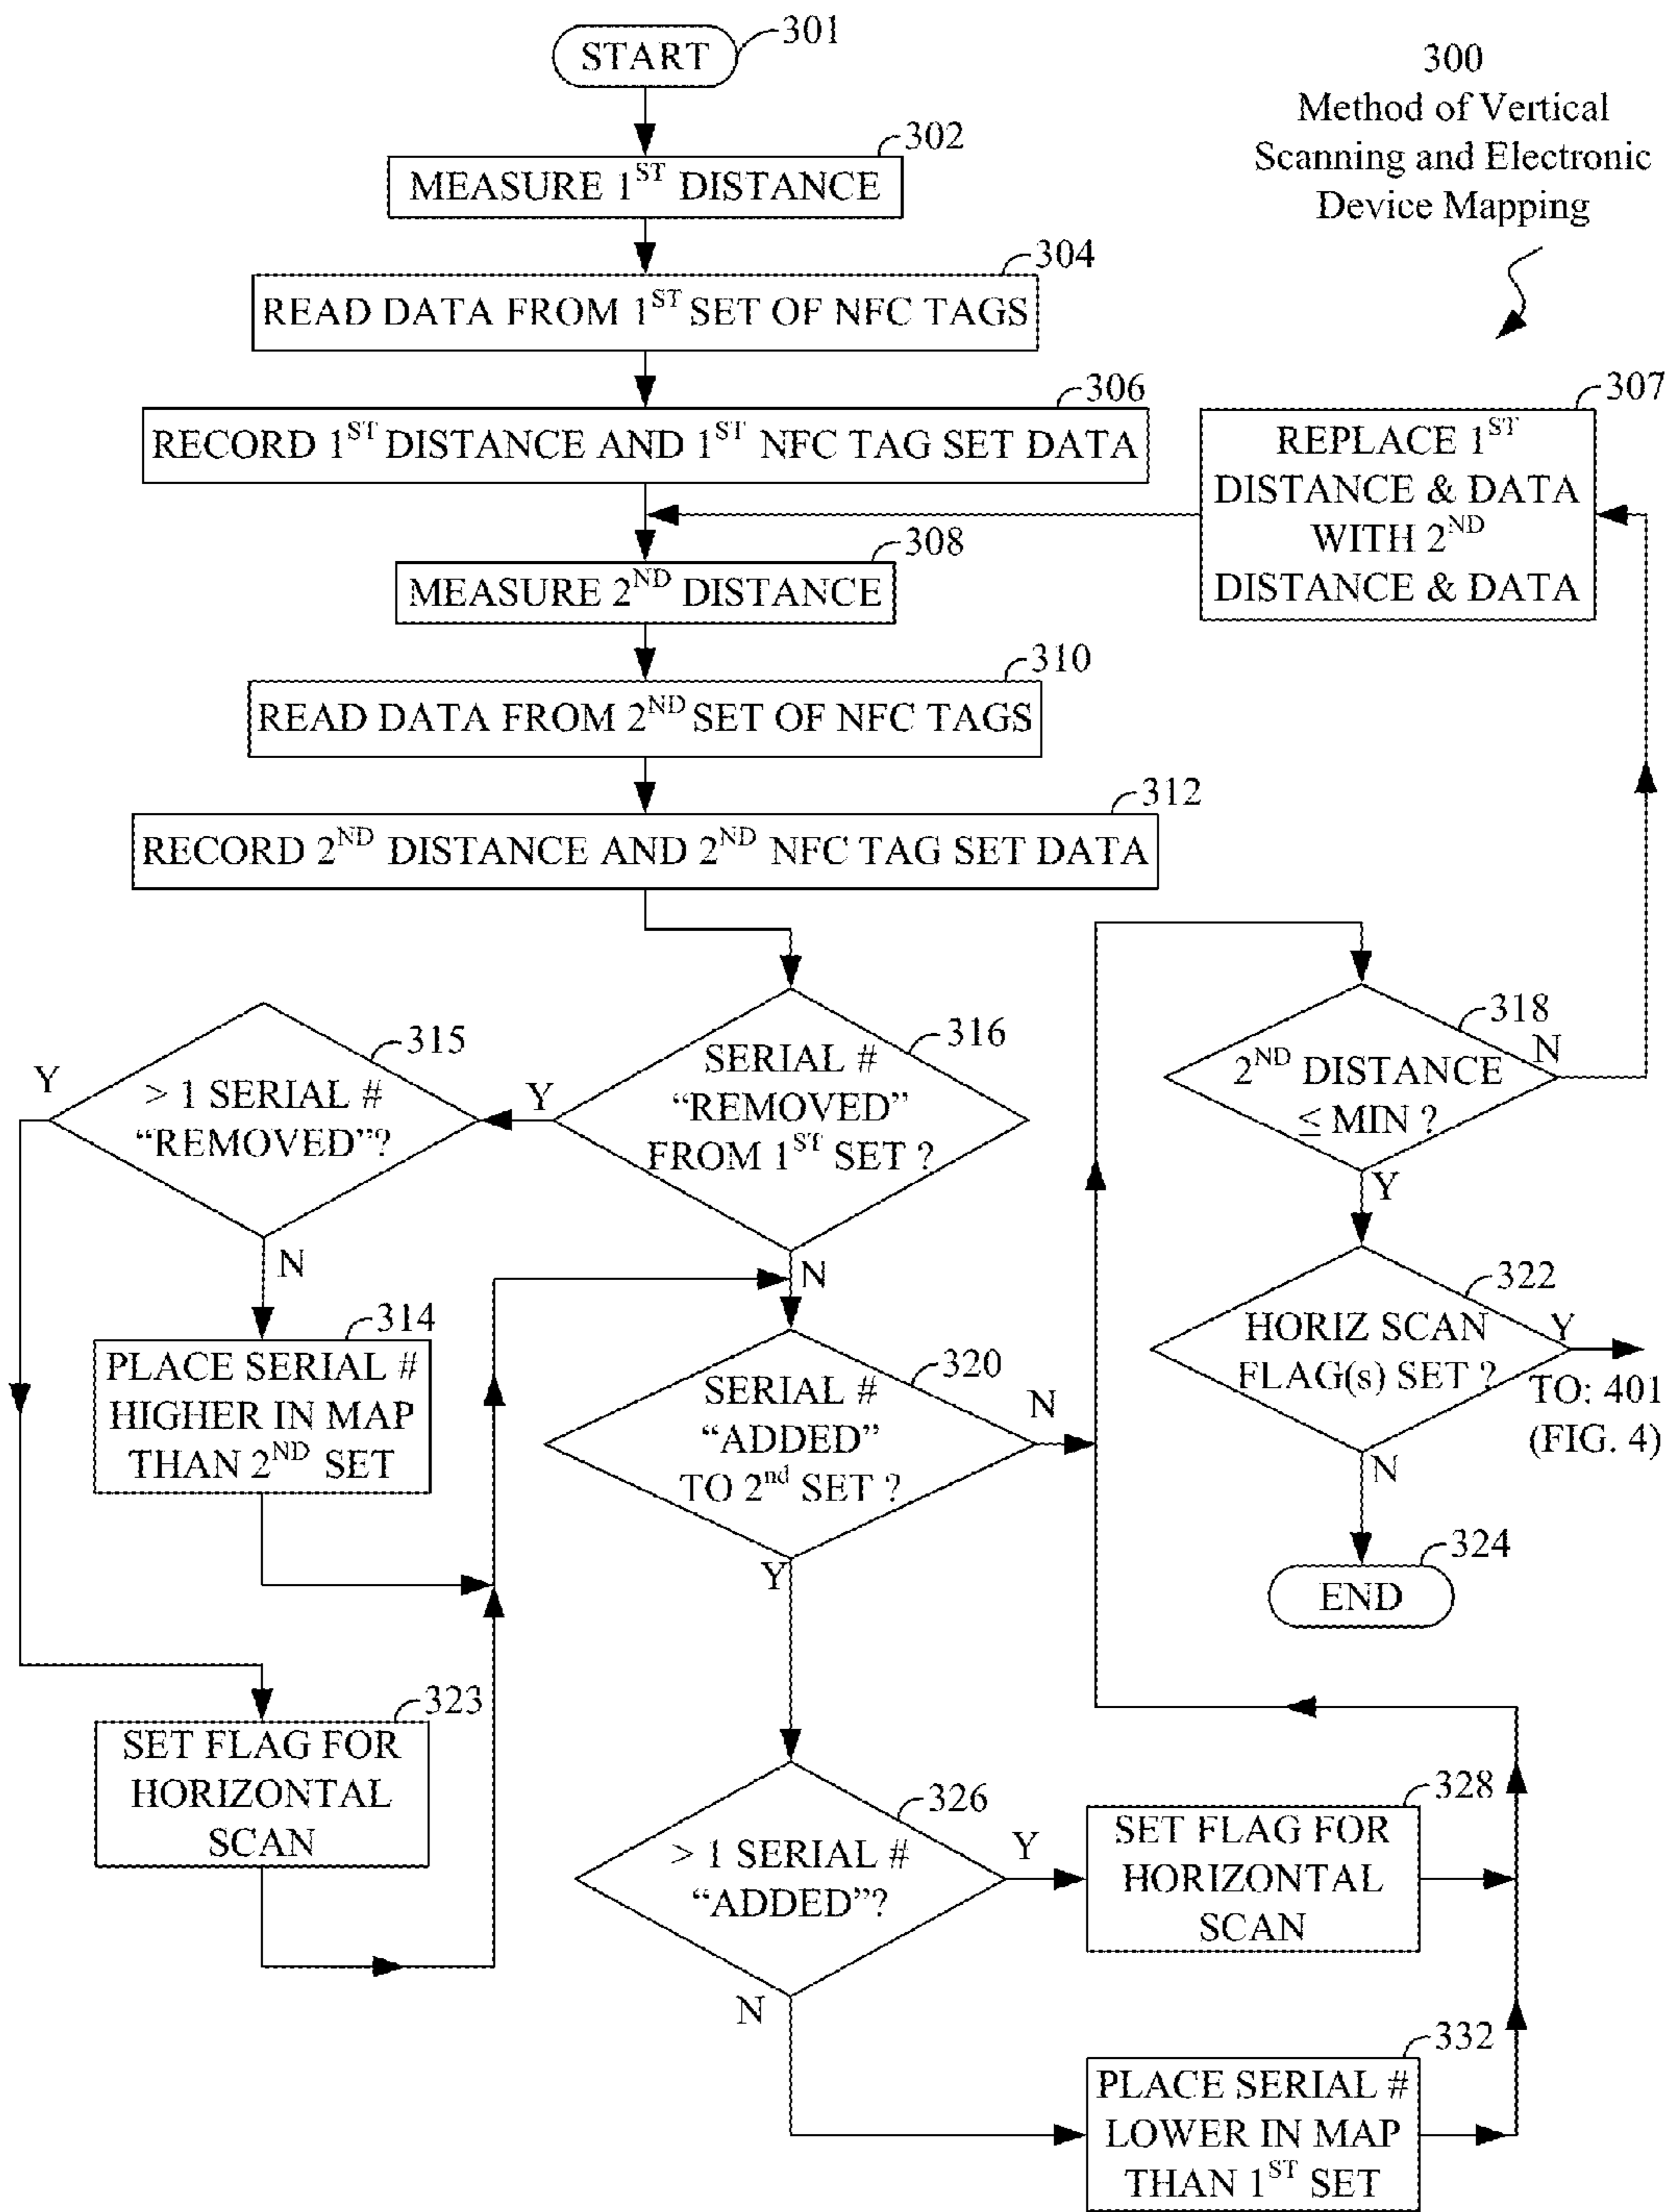 START
301
300
Method of Vertical
Scanning and Electronic
Device Mapping
302
MEASURE 1ST DISTANCE
304
READ DATA FROM 1ST SET OF NFC TAGS
306
RECORD 1ST DISTANCE AND 1ST NFC TAG SET DATA
307
REPLACE 1ST
DISTANCE & DATA
WITH 2ND
DISTANCE & DATA
308
MEASURE 2ND DISTANCE
310
READ DATA FROM 2ND SET OF NFC TAGS
312
RECORD 2ND DISTANCE AND 2ND NFC TAG SET DATA
315
Y
> 1 SERIAL #
“REMOVED”?
N
316
Y
SERIAL #
“REMOVED”
FROM 1ST SET ?
N
318
N
2ND DISTANCE
≤ MIN ?
Y
314
PLACE SERIAL #
HIGHER IN MAP
THAN 2ND SET
320
SERIAL #
“ADDED”
TO 2nd SET ?
N
Y
322
HORIZ SCAN
FLAG(s) SET ?
Y
TO: 401
(FIG. 4)
N
324
END
323
SET FLAG FOR
HORIZONTAL
SCAN
326
> 1 SERIAL #
“ADDED”?
Y
N
328
SET FLAG FOR
HORIZONTAL
SCAN
332
PLACE SERIAL #
LOWER IN MAP
THAN 1ST SET